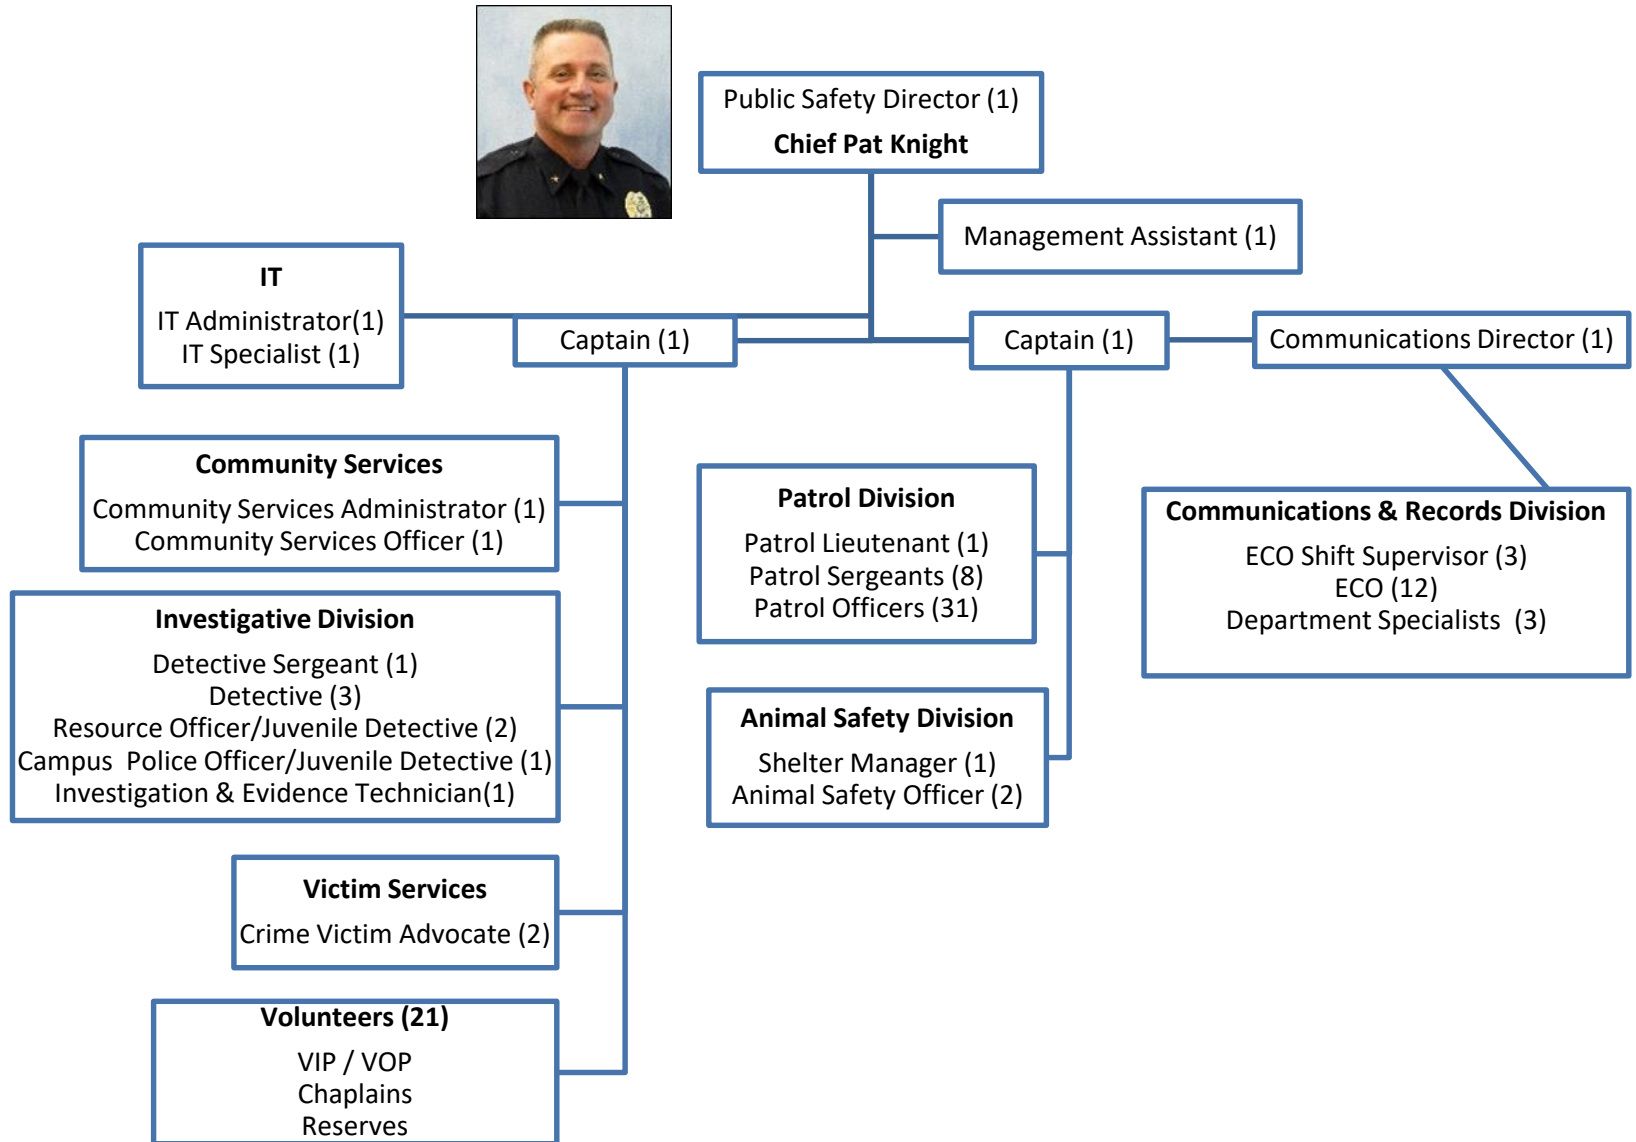 Public Safety Director (1)
Chief Pat Knight
Management Assistant (1)
IT
IT Administrator(1)
IT Specialist (1)
Captain (1)
Captain (1)
Communications Director (1)
Community Services
Community Services Administrator (1)
Community Services Officer (1)
Patrol Division
Patrol Lieutenant (1)
Patrol Sergeants (8)
Patrol Officers (31)
Communications & Records Division
ECO Shift Supervisor (3)
ECO (12)
Department Specialists  (3)
Investigative Division
Detective Sergeant (1)
Detective (3)
Resource Officer/Juvenile Detective (2)
Campus  Police Officer/Juvenile Detective (1)
Investigation & Evidence Technician(1)
Animal Safety Division
Shelter Manager (1)
Animal Safety Officer (2)
Victim Services
Crime Victim Advocate (2)
Volunteers (21)
VIP / VOP
Chaplains
Reserves